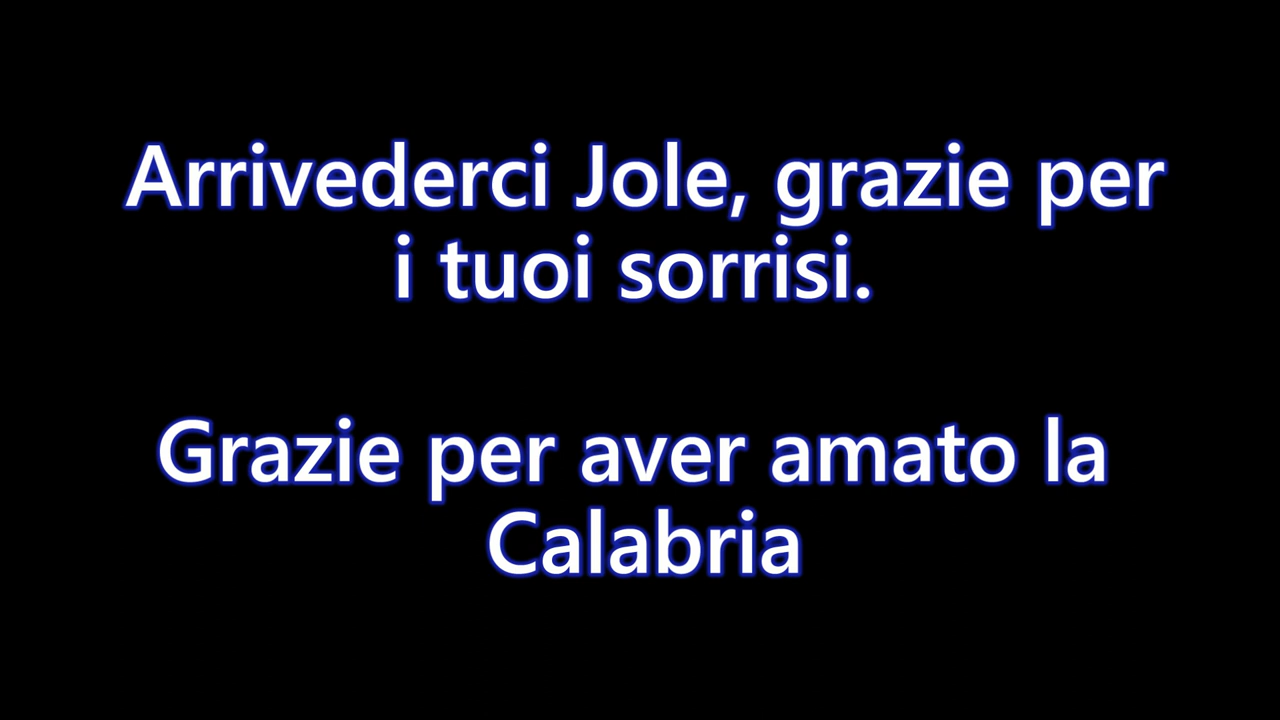 Arrivederci Jole, grazie per
i tuoi sorrisi.
Grazie per aver amato la
Calabria